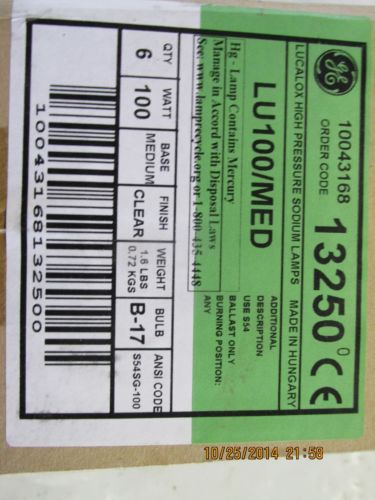 GE
10043168
ORDER CODE
13250
0
CE
LUCALOX HIGH PRESSURE SODIUM LAMPS
MADE IN HUNGARY
LU100/MED
ADDITIONAL
DESCRIPTION
USE S54
BALLAST ONLY
BURNING POSITION:
ANY
Hg - Lamp Contains Mercury
Manage in Accord with Disposal Laws
See: www.lamprecycle.org or 1-800-435-4448
QTY
WATT
BASE
FINISH
WEIGHT
BULB
ANSI CODE
6
100
MEDIUM
CLEAR
1.6 LBS
0.72 KGS
B-17
S54SG-100
10043168132500
10/25/2014 21:58